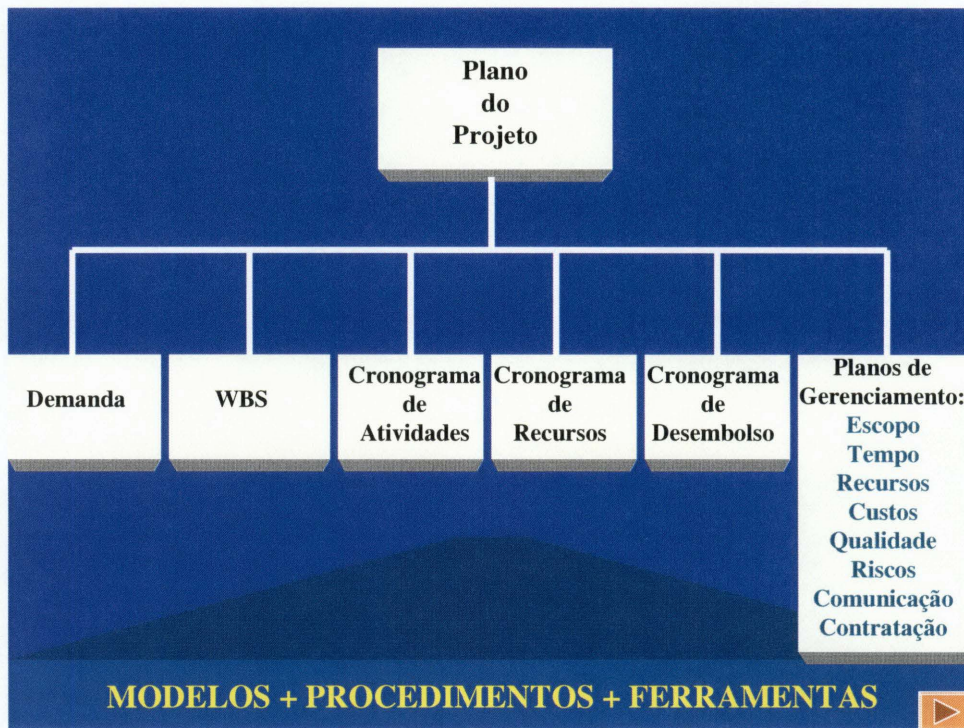 Plano
do
Projeto
Demanda
WBS
Cronograma
de
Atividades
Cronograma
de
Recursos
Cronograma
de
Desembolso
Planos de
Gerenciamento:
Escopo
Tempo
Recursos
Custos
Qualidade
Riscos
Comunicação
Contratação
MODELOS + PROCEDIMENTOS + FERRAMENTAS